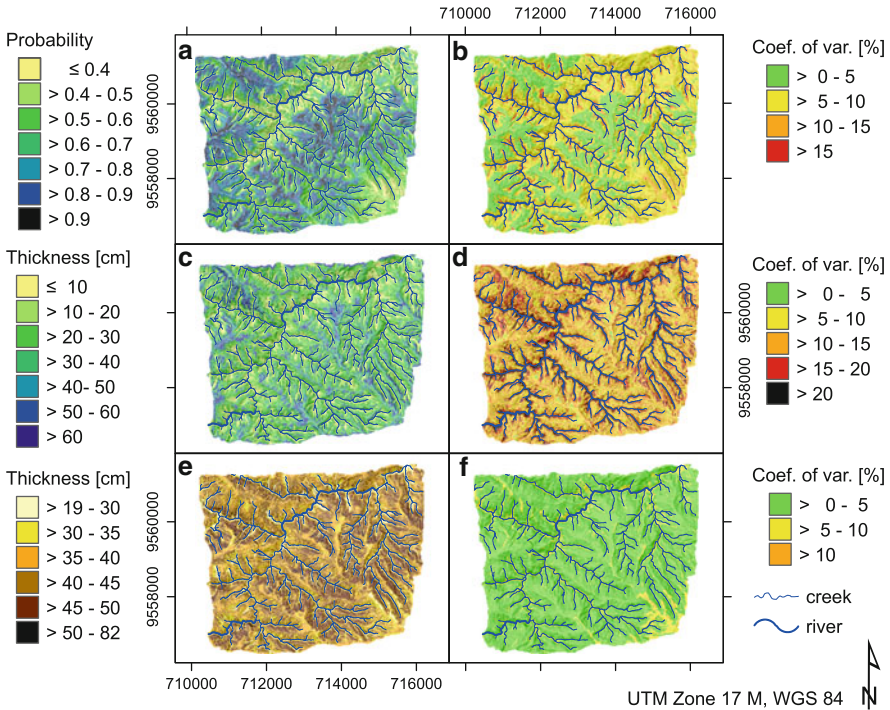 710000 712000 714000 716000
Probability
≤ 0.4
> 0.4 - 0.5
> 0.5 - 0.6
> 0.6 - 0.7
> 0.7 - 0.8
> 0.8 - 0.9
> 0.9
a
b
9560000
9558000
Coef. of var. [%]
> 0 - 5
> 5 - 10
> 10 - 15
> 15
Thickness [cm]
≤ 10
> 10 - 20
> 20 - 30
> 30 - 40
> 40- 50
> 50 - 60
> 60
c
d
9560000
9558000
Coef. of var. [%]
> 0 - 5
> 5 - 10
> 10 - 15
> 15 - 20
> 20
Thickness [cm]
> 19 - 30
> 30 - 35
> 35 - 40
> 40 - 45
> 45 - 50
> 50 - 82
e
f
9560000
9558000
Coef. of var. [%]
> 0 - 5
> 5 - 10
> 10
creek
river
710000 712000 714000 716000
UTM Zone 17 M, WGS 84
N